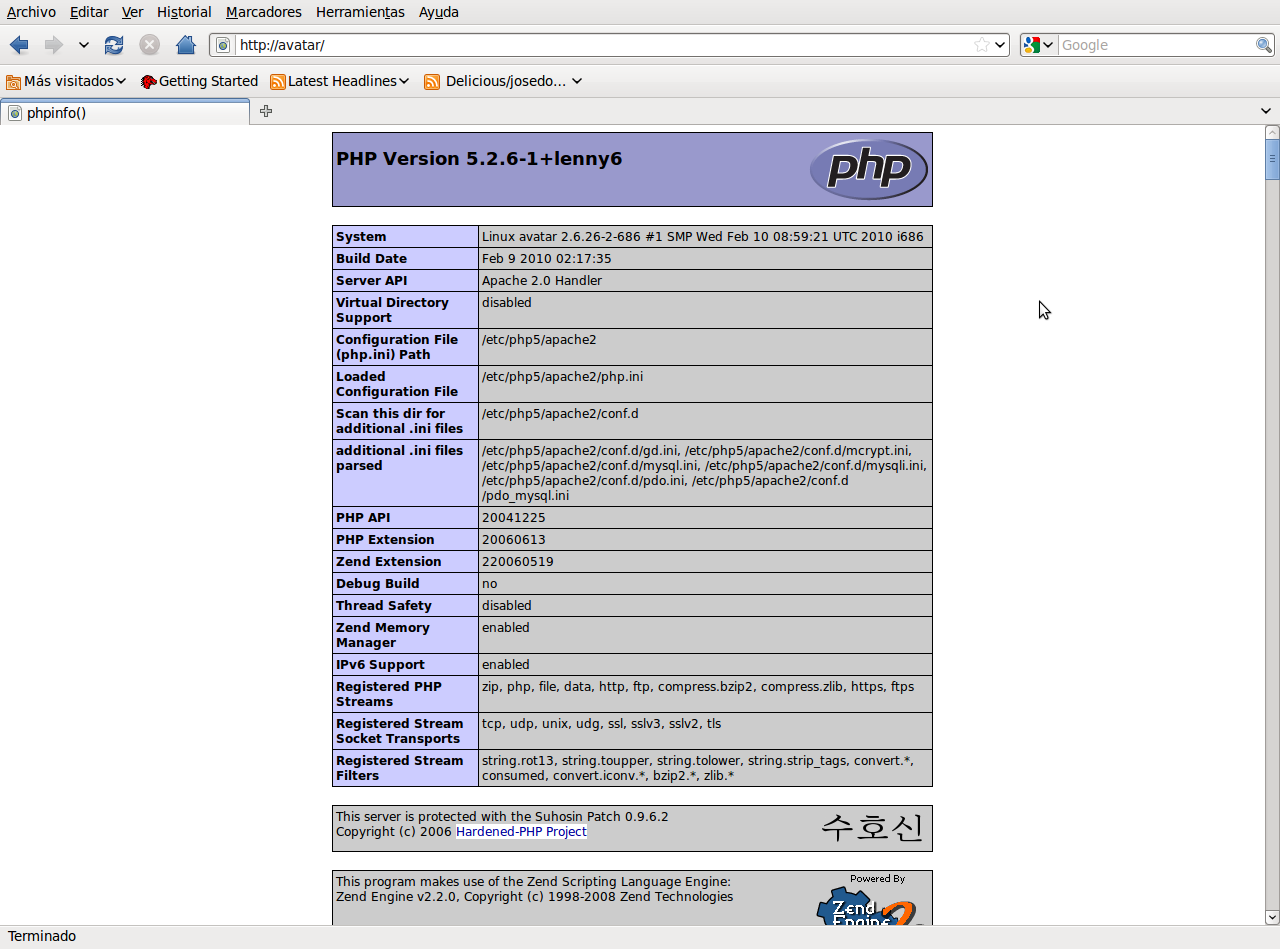 Archivo Editar Ver Historial Marcadores Herramientas Ayuda
http://avatar/
Google
Más visitados Getting Started Latest Headlines Delicious/josedo...
phpinfo()
PHP Version 5.2.6-1+lenny6
php
System Linux avatar 2.6.26-2-686 #1 SMP Wed Feb 10 08:59:21 UTC 2010 i686
Build Date Feb 9 2010 02:17:35
Server API Apache 2.0 Handler
Virtual Directory disabled
Support
Configuration File /etc/php5/apache2
(php.ini) Path
Loaded /etc/php5/apache2/php.ini
Configuration File
Scan this dir for /etc/php5/apache2/conf.d
additional .ini files
additional .ini files /etc/php5/apache2/conf.d/gd.ini, /etc/php5/apache2/conf.d/mcrypt.ini,
parsed /etc/php5/apache2/conf.d/mysql.ini, /etc/php5/apache2/conf.d/mysqli.ini,
/etc/php5/apache2/conf.d/pdo.ini, /etc/php5/apache2/conf.d
/pdo_mysql.ini
PHP API 20041225
PHP Extension 20060613
Zend Extension 220060519
Debug Build no
Thread Safety disabled
Zend Memory enabled
Manager
IPv6 Support enabled
Registered PHP zip, php, file, data, http, ftp, compress.bzip2, compress.zlib, https, ftps
Streams
Registered Stream tcp, udp, unix, udg, ssl, sslv3, sslv2, tls
Socket Transports
Registered Stream string.rot13, string.toupper, string.tolower, string.strip_tags, convert.*,
Filters consumed, convert.iconv.*, bzip2.*, zlib.*
This server is protected with the Suhosin Patch 0.9.6.2
Copyright (c) 2006 Hardened-PHP Project
수호신
This program makes use of the Zend Scripting Language Engine:
Zend Engine v2.2.0, Copyright (c) 1998-2008 Zend Technologies
Powered By
Zend
Engine 2
Terminado